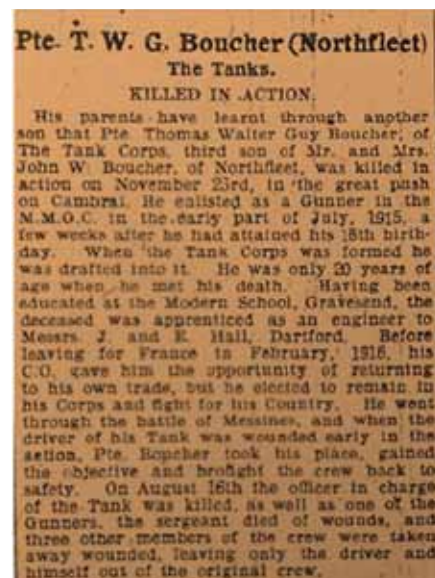 Pte. T. W. G. Boucher (Northfleet)
The Tanks.
KILLED IN ACTION.
His parents have learnt through another
son that Pte. Thomas Walter Guy Boucher, of
The Tank Corps, third son of Mr. and Mrs.
John W. Boucher, of Northfleet, was killed in
action on November 23rd, in the great push
on Cambrai. He enlisted as a Gunner in the
M.M.O.C. in the early part of July, 1915, a
few weeks after he had attained his 18th birth-
day. When the Tank Corps was formed he
was drafted into it. He was only 20 years of
age when he met his death. Having been
educated at the Modern School, Gravesend, the
deceased was apprenticed as an engineer to
Messrs J. and E. Hall, Dartford. Before
leaving for France in February, 1916, his
C.O. gave him the opportunity of returning
to his own trade, but he elected to remain in
his Corps and fight for his Country. He went
through the battle of Messines, and when the
driver of his Tank was wounded early in the
action, Pte. Boucher took his place, gained
the objective and brought the crew back to
safety. On August 16th the officer in charge
of the Tank was killed, as well as one of the
Gunners, the sergeant died of wounds, and
three other members of the crew were taken
away wounded, leaving only the driver and
himself out of the original crew.